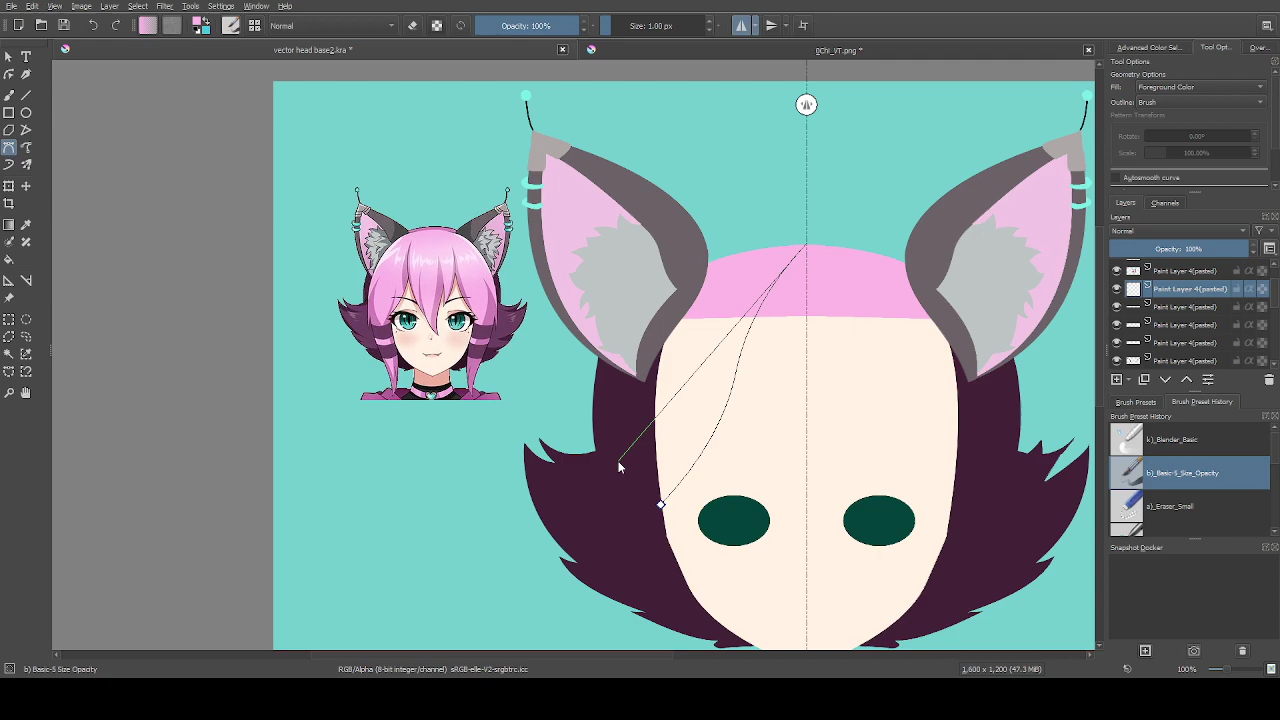 File Edit View Image Layer Select Filter Tools Settings Window Help
Normal
Opacity: 100%
Size: 1.00 px
vector head base2.kra *
0Chi_VT.png *
Advanced Color Sel...
Tool Opt...
Over...
Tool Options
Geometry Options
Fill: Foreground Color
Outline: Brush
Pattern Transform
Rotate: 0.00°
Scale: 100.00%
Autosmooth curve
Layers
Channels
Layers
Normal
Opacity: 100%
Paint Layer 4(pasted)
Paint Layer 4(pasted)
Paint Layer 4(pasted)
Paint Layer 4(pasted)
Paint Layer 4(pasted)
Paint Layer 4(pasted)
Brush Presets
Brush Preset History
Brush Preset History
k)_Blender_Basic
b)_Basic-5_Size_Opacity
a)_Eraser_Small
Snapshot Docker
b) Basic-5 Size Opacity
RGB/Alpha (8-bit integer/channel) sRGB-elle-V2-srgbtrc.icc
1,600 x 1,200 (47.3 MiB)
100%